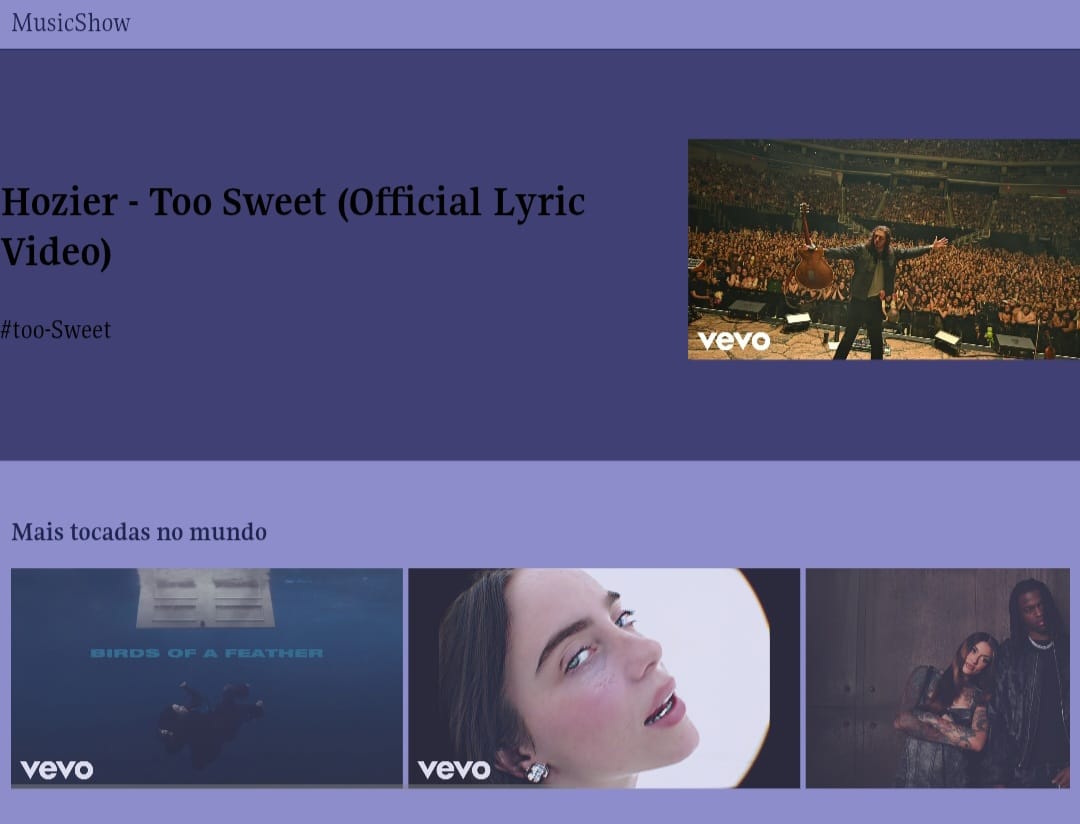 MusicShow
Hozier - Too Sweet (Official Lyric
Video)
#too-Sweet
vevo
Mais tocadas no mundo
BIRDS OF A FEATHER
vevo
vevo